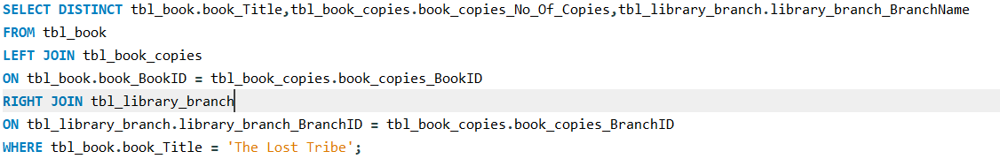 SELECT DISTINCT tbl_book.book_Title,tbl_book_copies.book_copies_No_Of_Copies,tbl_library_branch.library_branch_BranchName
FROM tbl_book
LEFT JOIN tbl_book_copies
ON tbl_book.book_BookID = tbl_book_copies.book_copies_BookID
RIGHT JOIN tbl_library_branch
ON tbl_library_branch.library_branch_BranchID = tbl_book_copies.book_copies_BranchID
WHERE tbl_book.book_Title = 'The Lost Tribe';